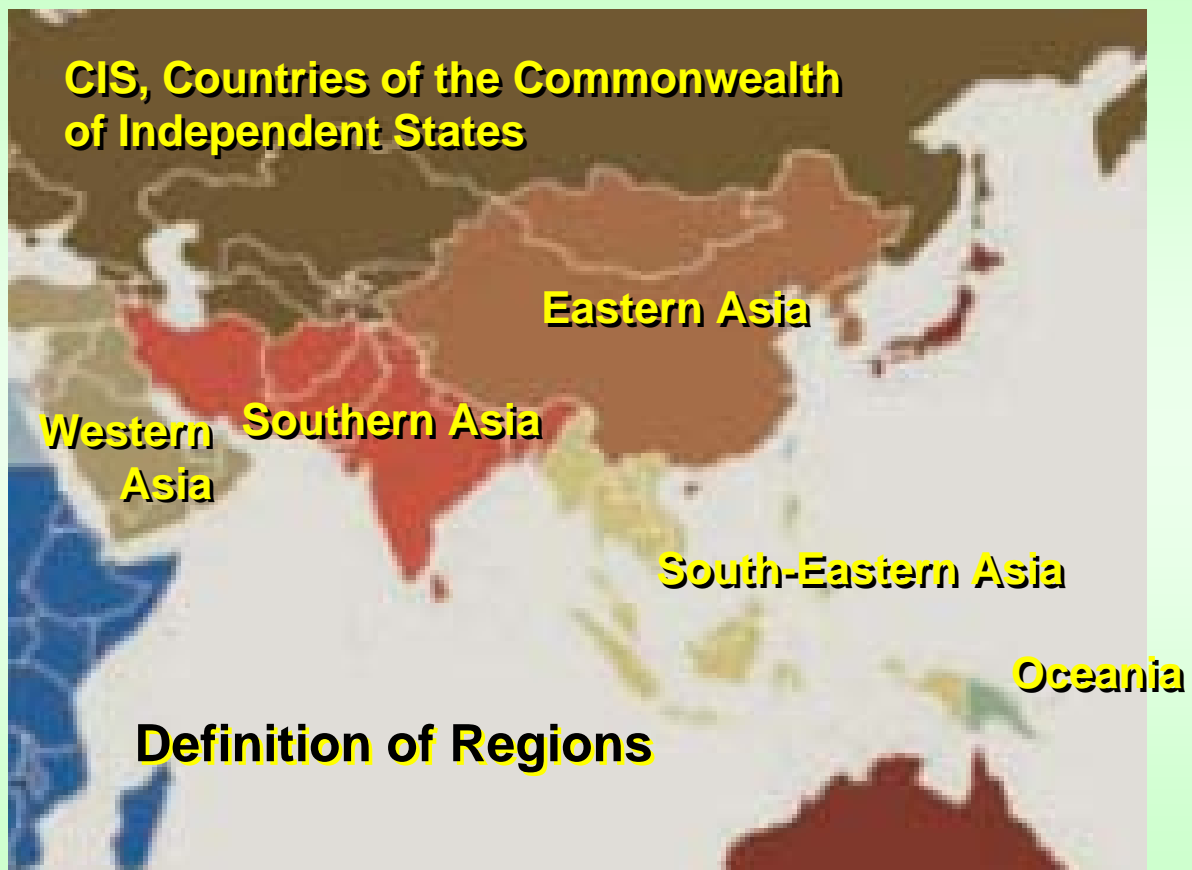 CIS, Countries of the Commonwealth
of Independent States
Eastern Asia
Southern Asia
Western
Asia
South-Eastern Asia
Oceania
Definition of Regions